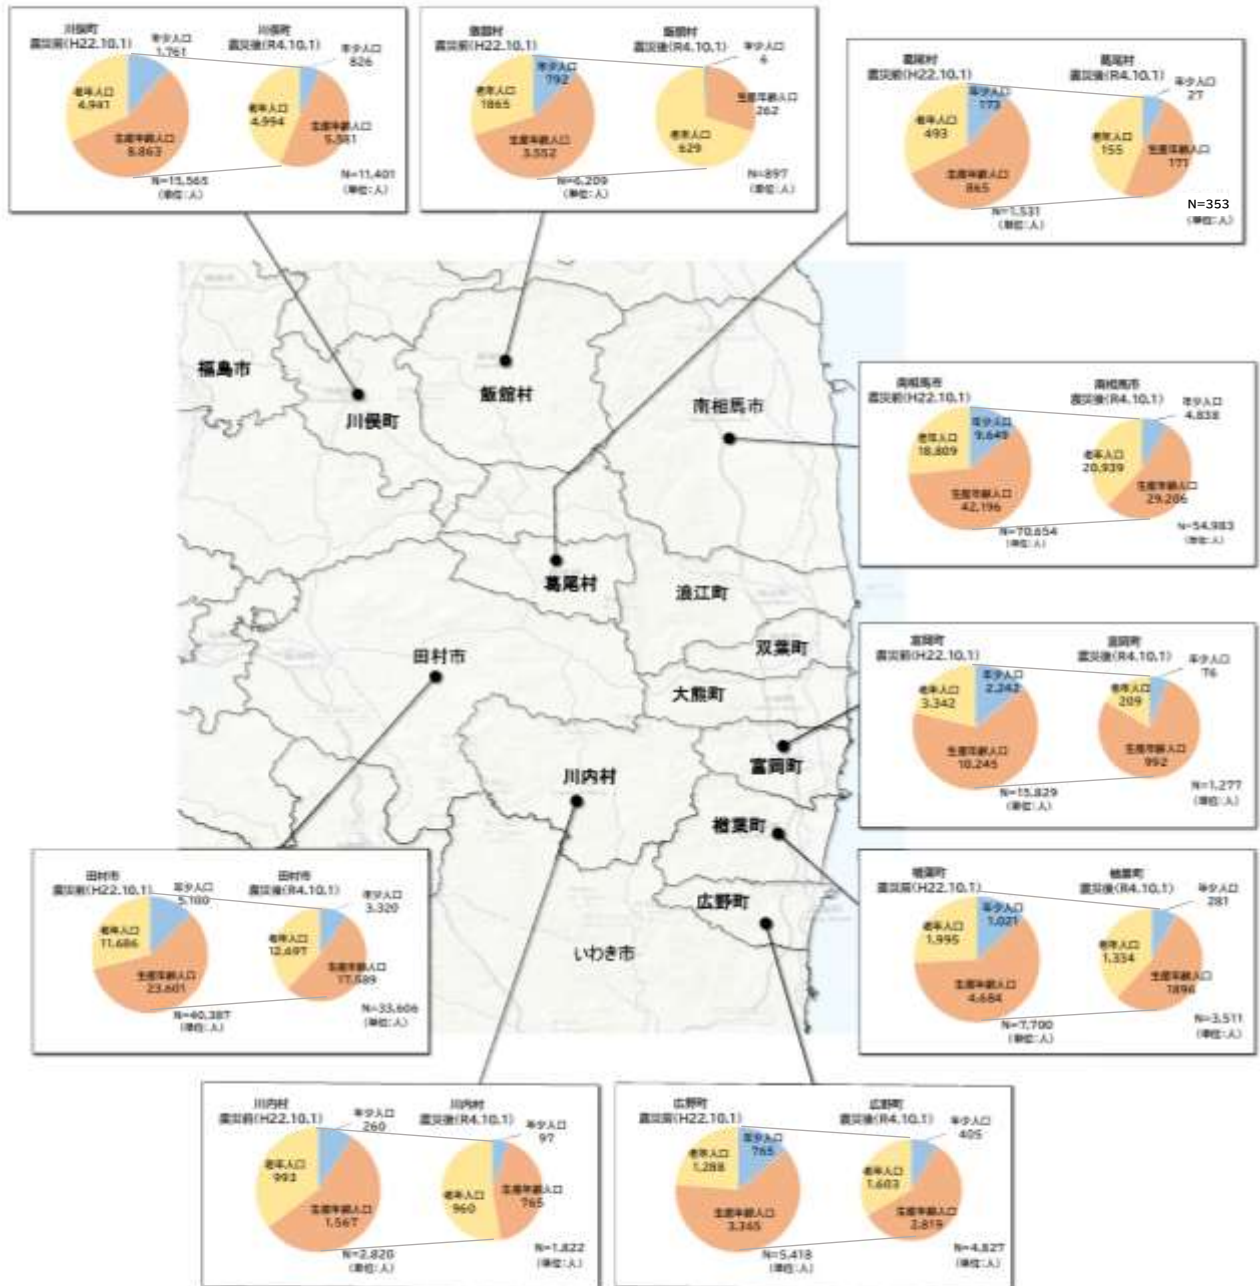 川俣町
震災前(H22.10.1)
年少人口
1,761
老年人口
4,941
生産年齢人口
8,863
N=15,565
(単位:人)
川俣町
震災後(R4.10.1)
年少人口
826
老年人口
4,994
生産年齢人口
5,581
N=11,401
(単位:人)
飯舘村
震災前(H22.10.1)
年少人口
792
老年人口
1865
生産年齢人口
3,552
N=6,209
(単位:人)
飯舘村
震災後(R4.10.1)
年少人口
6
生産年齢人口
262
老年人口
629
N=897
(単位:人)
葛尾村
震災前(H22.10.1)
年少人口
173
老年人口
493
生産年齢人口
865
N=1,531
(単位:人)
葛尾村
震災後(R4.10.1)
年少人口
27
老年人口
155
生産年齢人口
171
N=353
(単位:人)
福島市
川俣町
飯舘村
南相馬市
葛尾村
浪江町
双葉町
田村市
大熊町
富岡町
川内村
楢葉町
広野町
いわき市
南相馬市
震災前(H22.10.1)
年少人口
9,649
老年人口
18,809
生産年齢人口
42,196
N=70,654
(単位:人)
南相馬市
震災後(R4.10.1)
年少人口
4,838
老年人口
20,939
生産年齢人口
29,206
N=54,983
(単位:人)
富岡町
震災前(H22.10.1)
年少人口
2,242
老年人口
3,342
生産年齢人口
10,245
N=15,829
(単位:人)
富岡町
震災後(R4.10.1)
年少人口
76
老年人口
209
生産年齢人口
992
N=1,277
(単位:人)
楢葉町
震災前(H22.10.1)
年少人口
1,021
老年人口
1,995
生産年齢人口
4,684
N=7,700
(単位:人)
楢葉町
震災後(R4.10.1)
年少人口
281
老年人口
1,334
生産年齢人口
1896
N=3,511
(単位:人)
田村市
震災前(H22.10.1)
年少人口
5,100
老年人口
11,686
生産年齢人口
23,601
N=40,387
(単位:人)
田村市
震災後(R4.10.1)
年少人口
3,320
老年人口
12,697
生産年齢人口
17,589
N=33,606
(単位:人)
川内村
震災前(H22.10.1)
年少人口
260
老年人口
993
生産年齢人口
1,567
N=2,820
(単位:人)
川内村
震災後(R4.10.1)
年少人口
97
老年人口
960
生産年齢人口
765
N=1,822
(単位:人)
広野町
震災前(H22.10.1)
年少人口
765
老年人口
1,288
生産年齢人口
3,365
N=5,418
(単位:人)
広野町
震災後(R4.10.1)
年少人口
405
老年人口
1,603
生産年齢人口
2,819
N=4,827
(単位:人)